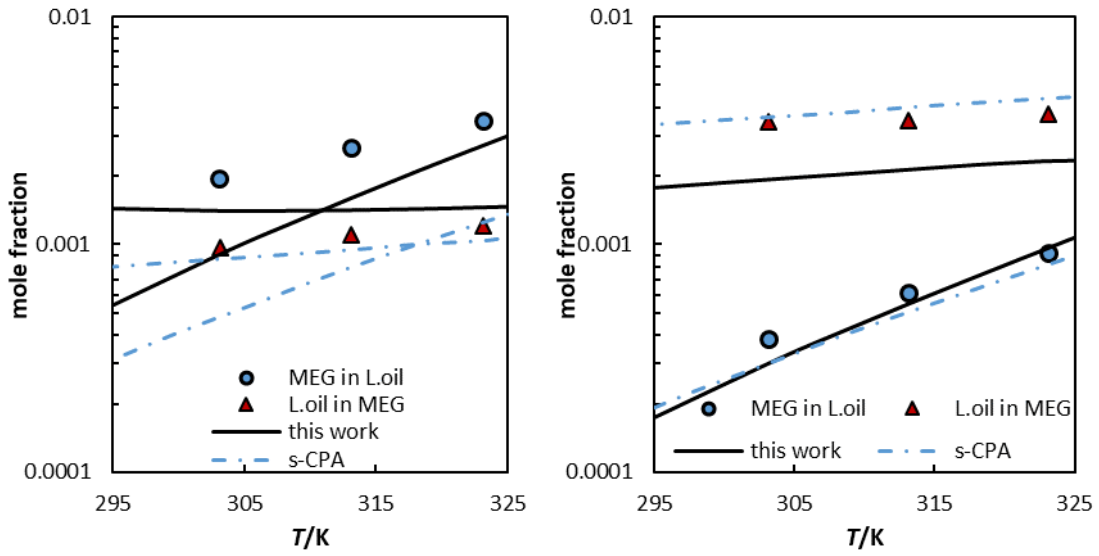 0.01
0.001
0.0001
mole fraction
MEG in L.oil
L.oil in MEG
this work
s-CPA
295
305
315
325
T/K
0.01
0.001
0.0001
mole fraction
MEG in L.oil
L.oil in MEG
this work
s-CPA
295
305
315
325
T/K